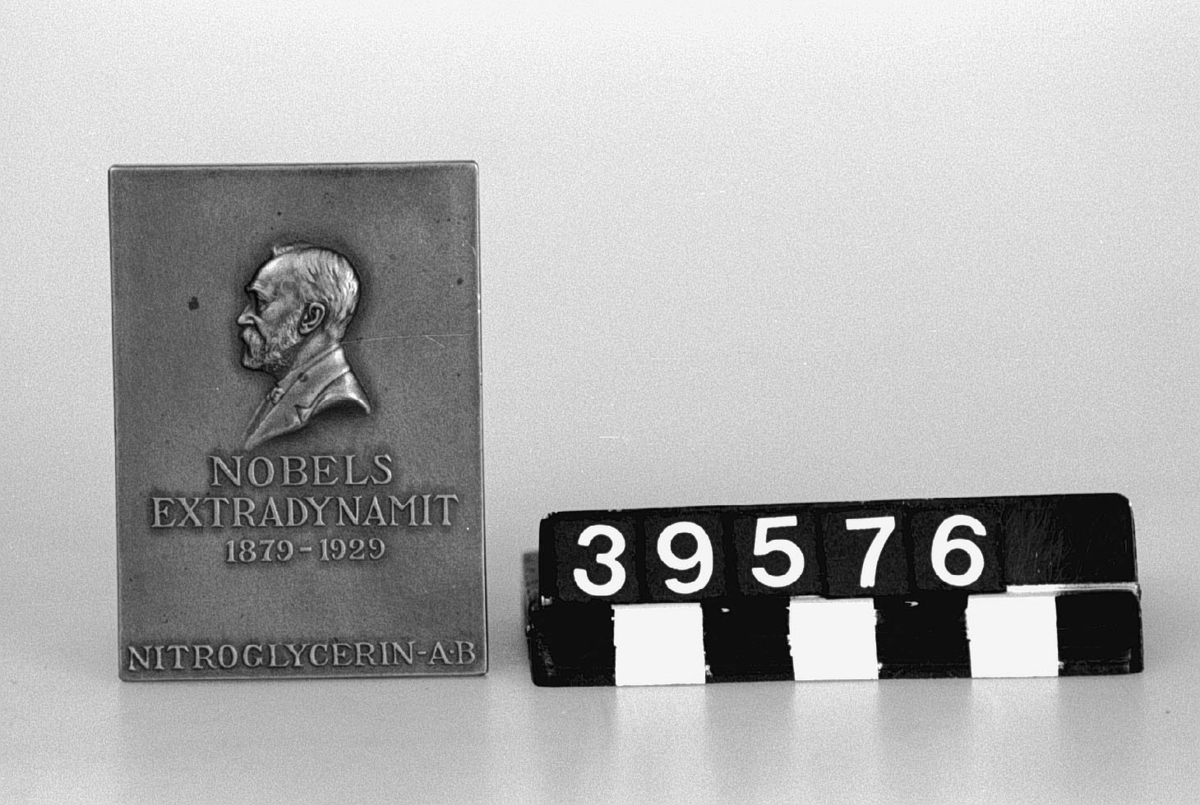 NOBELS
EXTRADYNAMIT
1879-1929
NITROGLYCERIN-A·B
39576